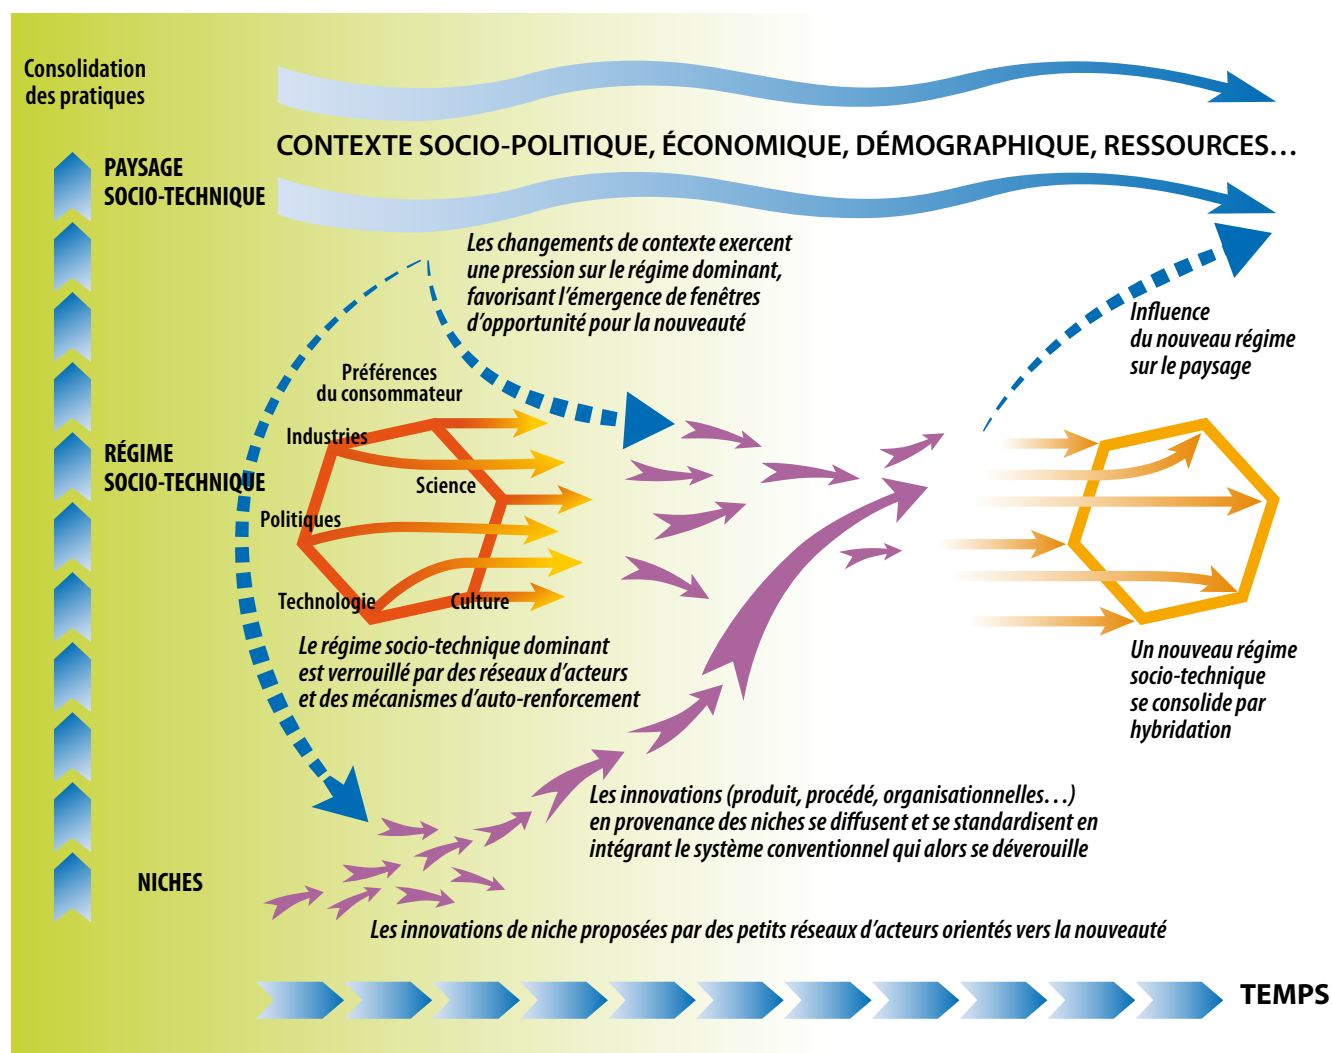 Consolidation
des pratiques
CONTEXTE SOCIO-POLITIQUE, ÉCONOMIQUE, DÉMOGRAPHIQUE, RESSOURCES…
PAYSAGE
SOCIO-TECHNIQUE
Les changements de contexte exercent
une pression sur le régime dominant,
favorisant l’émergence de fenêtres
d’opportunité pour la nouveauté
Influence
du nouveau régime
sur le paysage
Préférences
du consommateur
Industries
RÉGIME
SOCIO-TECHNIQUE
Science
Politiques
Technologie
Culture
Le régime socio-technique dominant
est verrouillé par des réseaux d’acteurs
et des mécanismes d’auto-renforcement
Un nouveau régime
socio-technique
se consolide par
hybridation
Les innovations (produit, procédé, organisationnelles…)
en provenance des niches se diffusent et se standardisent en
intégrant le système conventionnel qui alors se déverouille
NICHES
Les innovations de niche proposées par des petits réseaux d’acteurs orientés vers la nouveauté
TEMPS